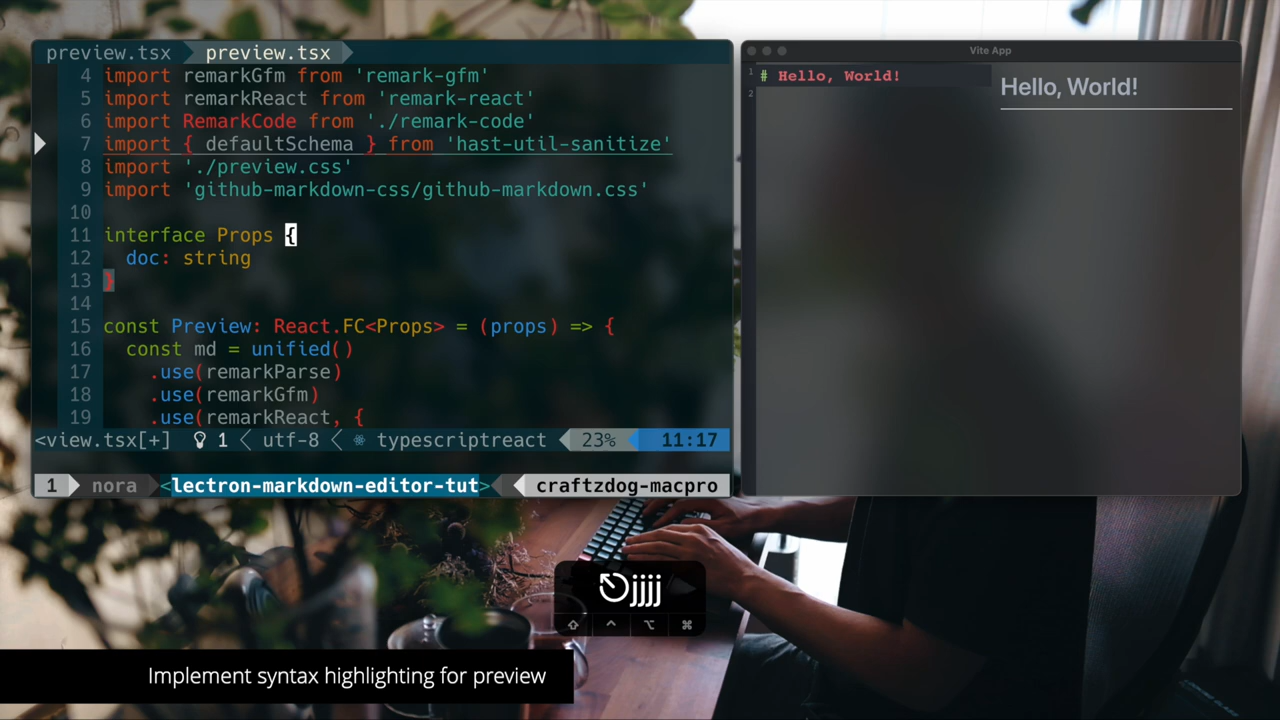 preview.tsx preview.tsx
4 import remarkGfm from 'remark-gfm'
5 import remarkReact from 'remark-react'
6 import RemarkCode from './remark-code'
7 import { defaultSchema } from 'hast-util-sanitize'
8 import './preview.css'
9 import 'github-markdown-css/github-markdown.css'
10
11 interface Props {
12 doc: string
13 }
14
15 const Preview: React.FC<Props> = (props) => {
16 const md = unified()
17 .use(remarkParse)
18 .use(remarkGfm)
19 .use(remarkReact, {
<view.tsx[+] 1 utf-8 typescriptreact 23% 11:17
1 nora <lectron-markdown-editor-tut> craftzdog-macpro
Vite App
1 # Hello, World!
2
Hello, World!
jjjj
Implement syntax highlighting for preview